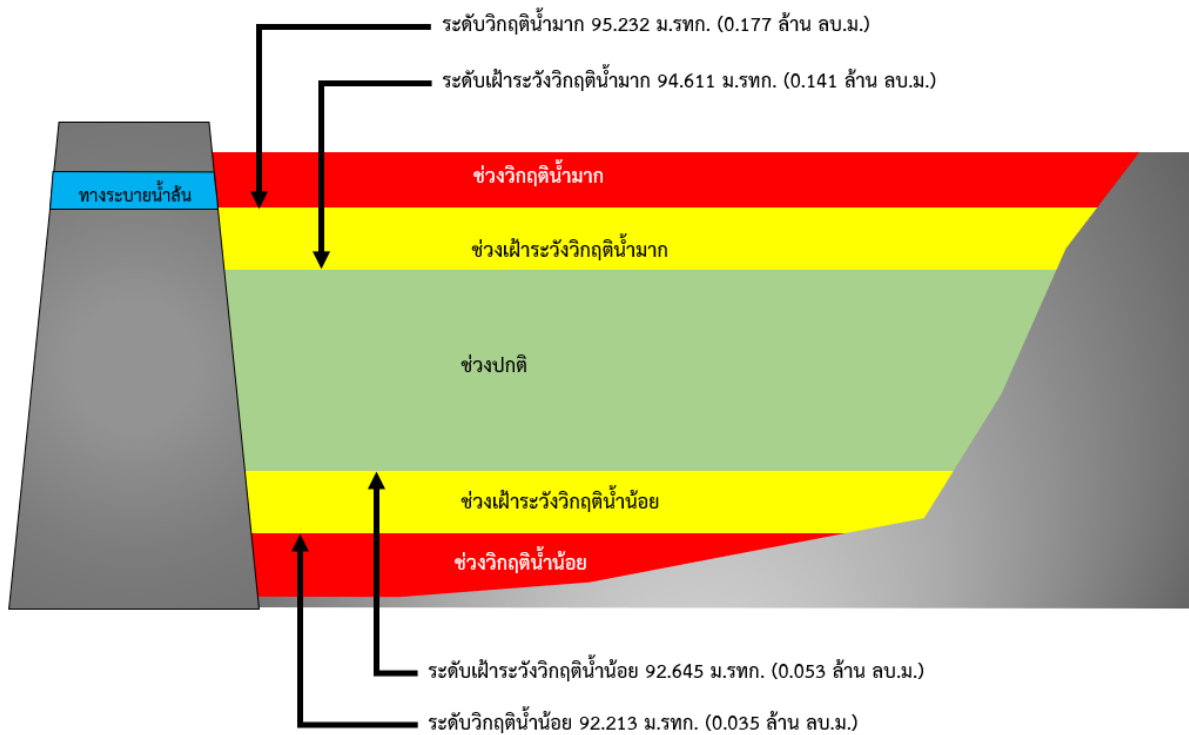 ระดับวิกฤติน้ำมาก 95.232 ม.รทก. (0.177 ล้าน ลบ.ม.)
ระดับเฝ้าระวังวิกฤติน้ำมาก 94.611 ม.รทก. (0.141 ล้าน ลบ.ม.)
ช่วงวิกฤติน้ำมาก
ทางระบายน้ำล้น
ช่วงเฝ้าระวังวิกฤติน้ำมาก
ช่วงปกติ
ช่วงเฝ้าระวังวิกฤติน้ำน้อย
ช่วงวิกฤติน้ำน้อย
ระดับเฝ้าระวังวิกฤติน้ำน้อย 92.645 ม.รทก. (0.053 ล้าน ลบ.ม.)
ระดับวิกฤติน้ำน้อย 92.213 ม.รทก. (0.035 ล้าน ลบ.ม.)